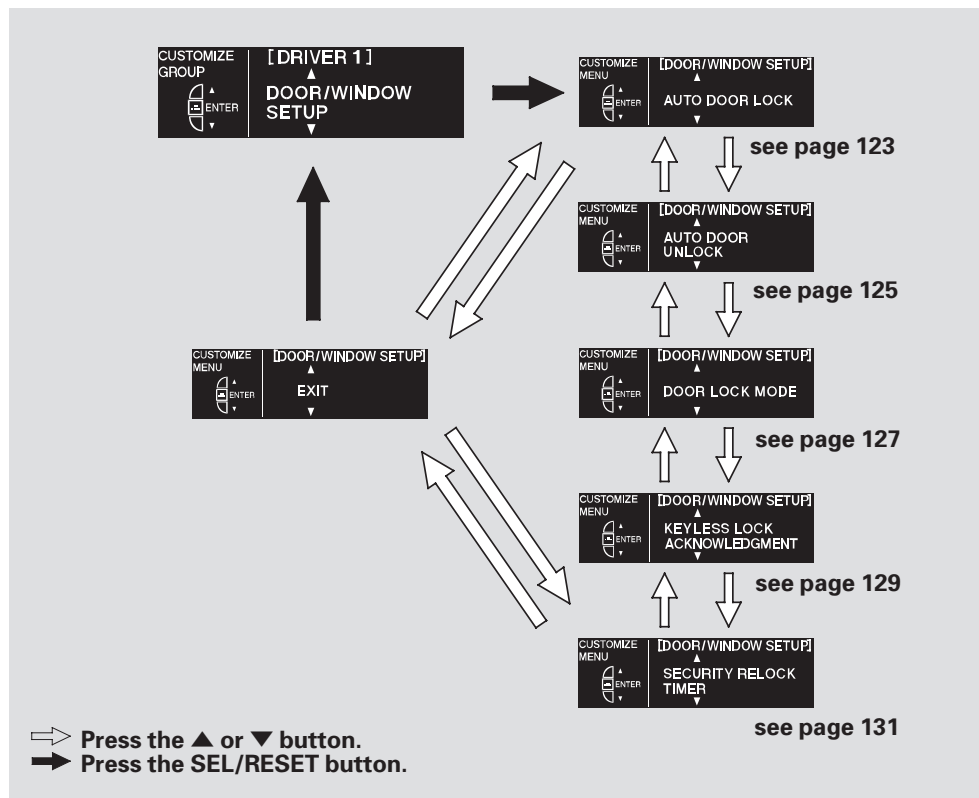 CUSTOMIZE
GROUP
ENTER
[DRIVER 1]
▲
DOOR/WINDOW
SETUP
▼
CUSTOMIZE
MENU
ENTER
[DOOR/WINDOW SETUP]
▲
AUTO DOOR LOCK
▼
see page 123
CUSTOMIZE
MENU
ENTER
[DOOR/WINDOW SETUP]
▲
AUTO DOOR
UNLOCK
▼
see page 125
CUSTOMIZE
MENU
ENTER
[DOOR/WINDOW SETUP]
▲
EXIT
▼
CUSTOMIZE
MENU
ENTER
[DOOR/WINDOW SETUP]
▲
DOOR LOCK MODE
▼
see page 127
CUSTOMIZE
MENU
ENTER
[DOOR/WINDOW SETUP]
▲
KEYLESS LOCK
ACKNOWLEDGMENT
▼
see page 129
CUSTOMIZE
MENU
ENTER
[DOOR/WINDOW SETUP]
▲
SECURITY RELOCK
TIMER
▼
see page 131
Press the ▲ or ▼ button.
Press the SEL/RESET button.